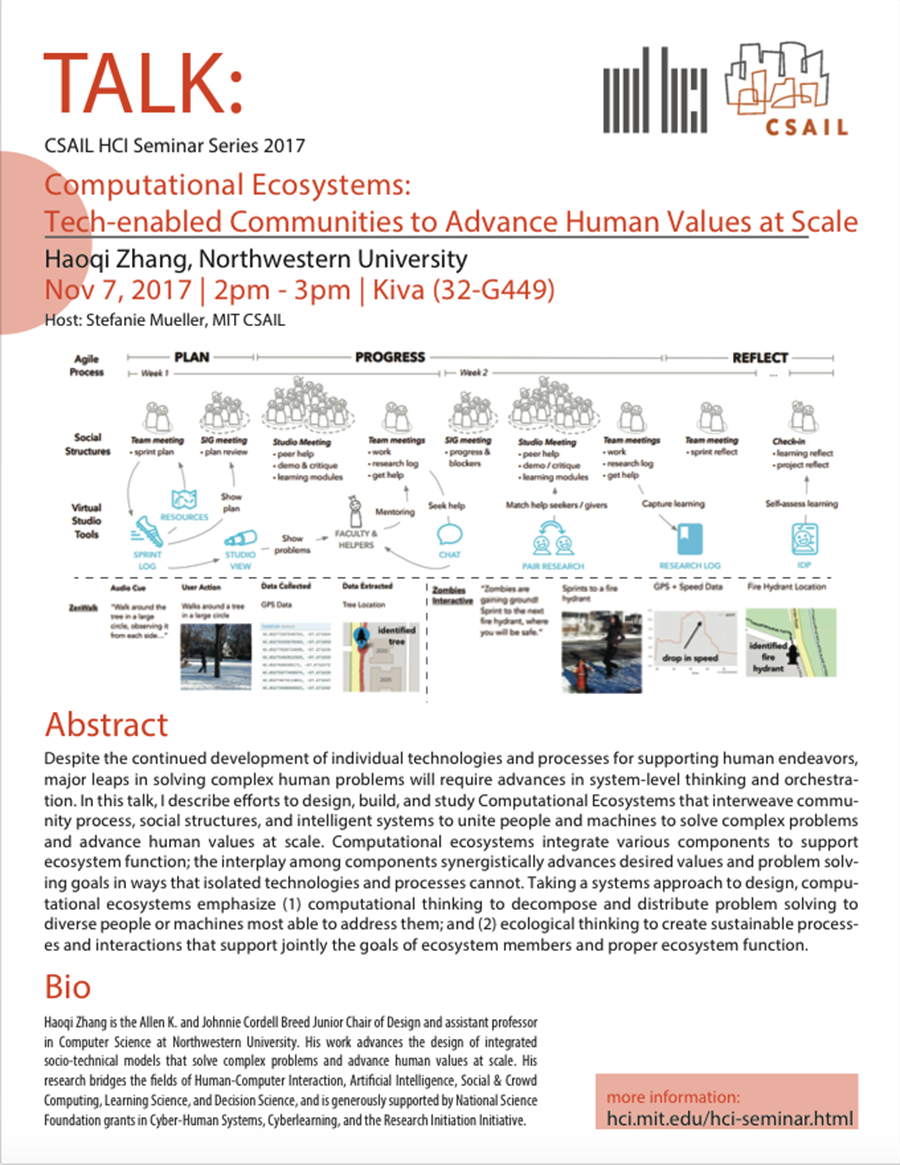 TALK:
CSAIL
CSAIL HCI Seminar Series 2017
Computational Ecosystems:
Tech-enabled Communities to Advance Human Values at Scale
Haoqi Zhang, Northwestern University
Nov 7, 2017 | 2pm - 3pm | Kiva (32-G449)
Host: Stefanie Mueller, MIT CSAIL
Agile Process
PLAN
PROGRESS
REFLECT
Week 1
Week 2
...
Social Structures
Team meeting
• sprint plan
SIG meeting
• plan review
Studio Meeting
• peer help
• demo & critique
• learning modules
Team meetings
• work
• research log
• get help
SIG meeting
• progress &
blockers
Studio Meeting
• peer help
• demo / critique
• learning modules
Team meetings
• work
• research log
• get help
Team meeting
• sprint reflect
Check-in
• learning reflect
• project reflect
Virtual
Studio
Tools
RESOURCES
Show
plan
SPRINT
LOG
STUDIO
VIEW
Show
problems
FACULTY &
HELPERS
Mentoring
Seek help
CHAT
Match help seekers / givers
PAIR RESEARCH
Capture learning
RESEARCH LOG
Self-assess learning
IDP
Audio Cue
User Action
Data Collected
Data Extracted
ZenWalk
"Walk around the
tree in a large
circle, observing it
from each side..."
Walks around a tree
in a large circle
GPS Data
Tree Location
identified
tree
Zombies
Interactive
"Zombies are
gaining ground!
Sprint to the next
fire hydrant, where
you will be safe."
Sprints to a fire
hydrant
GPS + Speed Data
drop in speed
Fire Hydrant Location
identified
fire
hydrant
Abstract
Despite the continued development of individual technologies and processes for supporting human endeavors,
major leaps in solving complex human problems will require advances in system-level thinking and orchestra-
tion. In this talk, I describe efforts to design, build, and study Computational Ecosystems that interweave commu-
nity process, social structures, and intelligent systems to unite people and machines to solve complex problems
and advance human values at scale. Computational ecosystems integrate various components to support
ecosystem function; the interplay among components synergistically advances desired values and problem solv-
ing goals in ways that isolated technologies and processes cannot. Taking a systems approach to design, compu-
tational ecosystems emphasize (1) computational thinking to decompose and distribute problem solving to
diverse people or machines most able to address them; and (2) ecological thinking to create sustainable process-
es and interactions that support jointly the goals of ecosystem members and proper ecosystem function.
Bio
Haoqi Zhang is the Allen K. and Johnnie Cordell Breed Junior Chair of Design and assistant professor
in Computer Science at Northwestern University. His work advances the design of integrated
socio-technical models that solve complex problems and advance human values at scale. His
research bridges the fields of Human-Computer Interaction, Artificial Intelligence, Social & Crowd
Computing, Learning Science, and Decision Science, and is generously supported by National Science
Foundation grants in Cyber-Human Systems, Cyberlearning, and the Research Initiation Initiative.
more information:
hci.mit.edu/hci-seminar.html